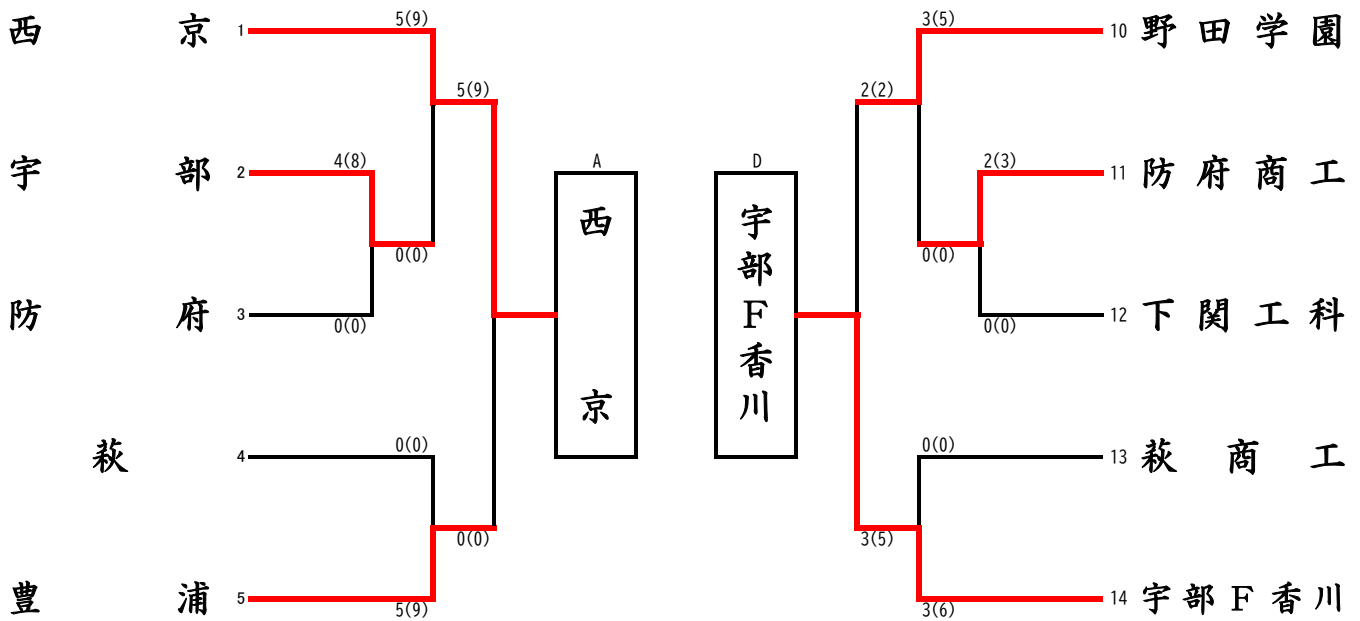 5(9)
3(5)
西京 1
10 野田学園
5(9)
2(2)
4(8)
A
D
2(3)
宇部 2
11 防府商工
西京
宇部F香川
0(0)
0(0)
防府 3
12 下関工科
0(0)
0(0)
0(0)
0(0)
萩 4
13 萩商工
0(0)
3(5)
豊浦 5
14 宇部F香川
5(9)
3(6)